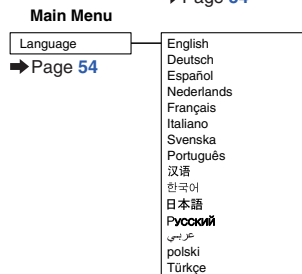 Page 54
Main Menu
Language
Page 54
English
Deutsch
Español
Nederlands
Français
Italiano
Svenska
Português
汉语
한국어
日本語
Русский
عربي
polski
Türkçe